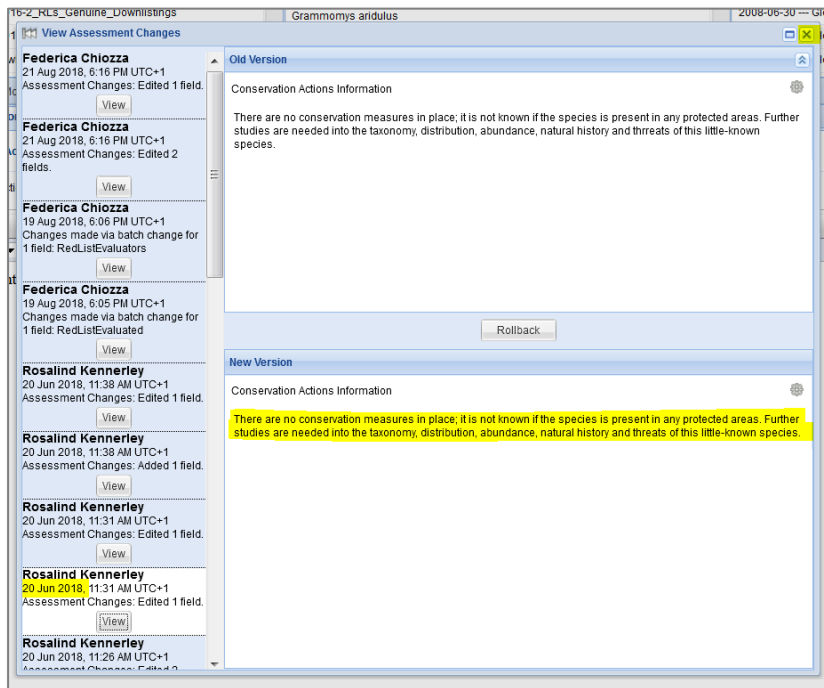 16-2_RLs_Genuine_Downlistings
Grammomys aridulus
2008-06-30 --- Glo
View Assessment Changes
Federica Chiozza
21 Aug 2018, 6:16 PM UTC+1
Assessment Changes: Edited 1 field.
View
Federica Chiozza
21 Aug 2018, 6:16 PM UTC+1
Assessment Changes: Edited 2
fields.
View
Federica Chiozza
19 Aug 2018, 6:06 PM UTC+1
Changes made via batch change for
1 field: RedListEvaluators
View
Federica Chiozza
19 Aug 2018, 6:05 PM UTC+1
Changes made via batch change for
1 field: RedListEvaluated
View
Rosalind Kennerley
20 Jun 2018, 11:38 AM UTC+1
Assessment Changes: Edited 1 field.
View
Rosalind Kennerley
20 Jun 2018, 11:38 AM UTC+1
Assessment Changes: Added 1 field.
View
Rosalind Kennerley
20 Jun 2018, 11:31 AM UTC+1
Assessment Changes: Edited 1 field.
View
Rosalind Kennerley
20 Jun 2018, 11:31 AM UTC+1
Assessment Changes: Edited 1 field.
View
Rosalind Kennerley
20 Jun 2018, 11:26 AM UTC+1
Assessment Changes: Edited 2
Old Version
Conservation Actions Information
There are no conservation measures in place; it is not known if the species is present in any protected areas. Further
studies are needed into the taxonomy, distribution, abundance, natural history and thrreats of this little-known
species.
Rollback
New Version
Conservation Actions Information
There are no conservation measures in place; it is not known if the species is present in any protected areas. Further
studies are needed into the taxonomy, distribution, abundance, natural history and threats of this little-known species.